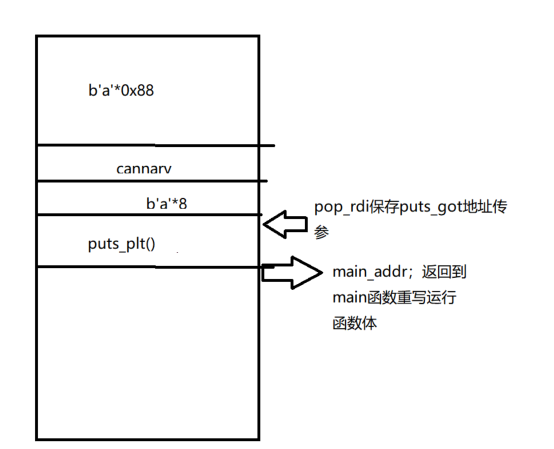 b'a'*0x88
cannary
b'a'*8
pop_rdi保存puts_got地址传
参
puts_plt()
main_addr；返回到
main函数重写运行
函数体